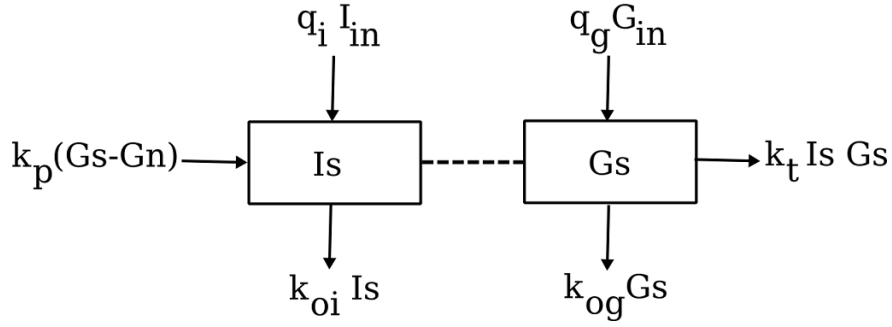 q_i I_in
q_g G_in
k_p(Gs-Gn)
Is
Gs
k_t Is Gs
k_oi Is
k_og Gs